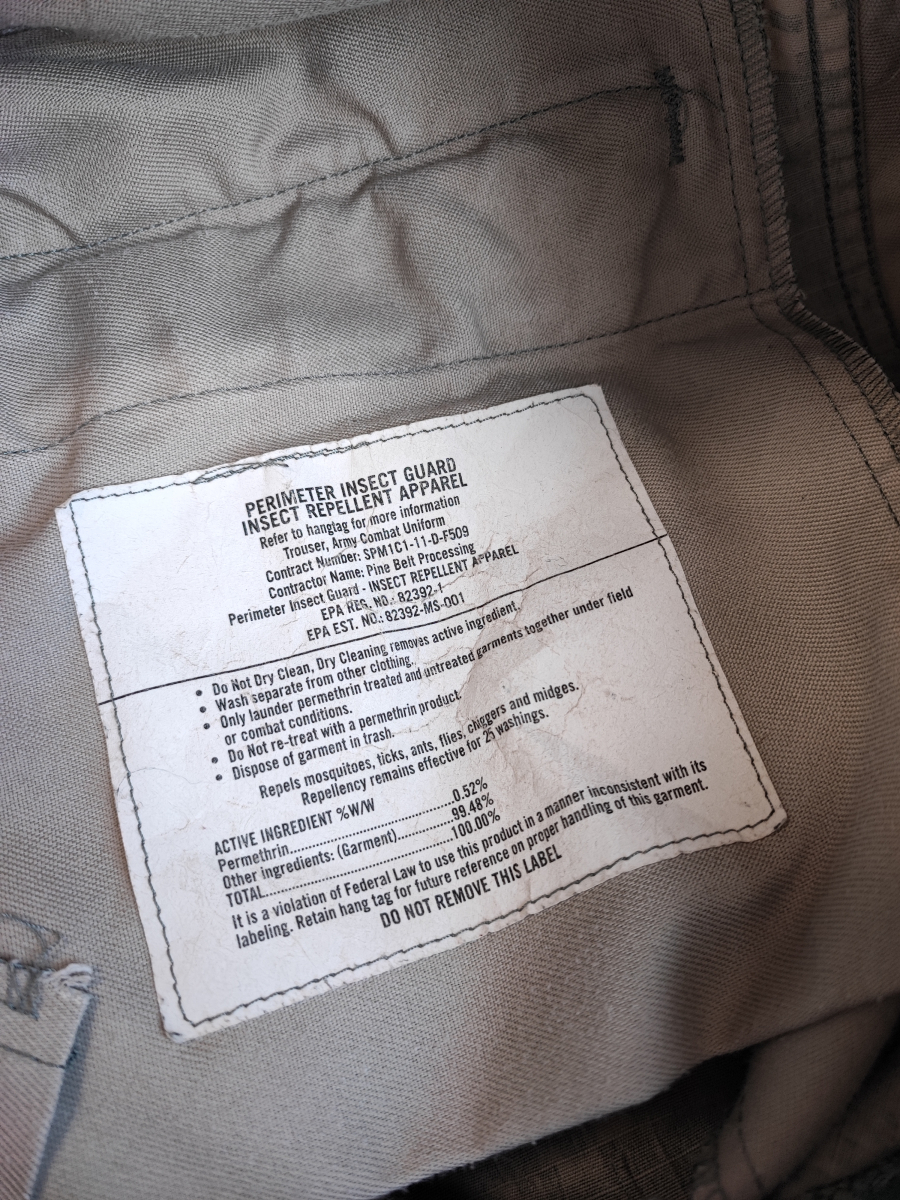 PERIMETER INSECT GUARD
INSECT REPELLENT APPAREL
Refer to hangtag for more information
Trouser, Army Combat Uniform
Contract Number: SPM1C1-11-D-F509
Contractor Name: Pine Belt Processing
Perimeter Insect Guard - INSECT REPELLENT APPAREL
EPA REG. NO.: 82392-1
EPA EST. NO.: 82392-MS-001
• Do Not Dry Clean, Dry Cleaning removes active ingredient.
• Wash separate from other clothing.
• Only launder permethrin treated and untreated garments together under field
or combat conditions.
• Do Not re-treat with a permethrin product.
• Dispose of garment in trash.
Repels mosquitoes, ticks, ants, flies, chiggers and midges.
Repellency remains effective for 25 washings.
ACTIVE INGREDIENT %W/W
Permethrin..................................0.52%
Other ingredients: (Garment).............99.48%
TOTAL.......................................100.00%
It is a violation of Federal Law to use this product in a manner inconsistent with its
labeling. Retain hang tag for future reference on proper handling of this garment.
DO NOT REMOVE THIS LABEL